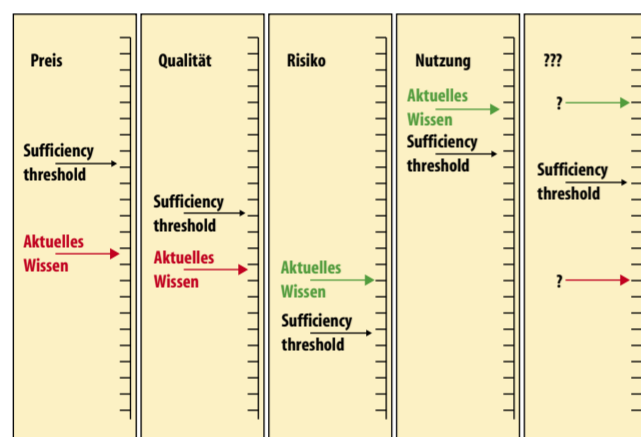 Preis
Sufficiency
threshold
Aktuelles
Wissen
Qualität
Sufficiency
threshold
Aktuelles
Wissen
Risiko
Aktuelles
Wissen
Sufficiency
threshold
Nutzung
Aktuelles
Wissen
Sufficiency
threshold
???
?
Sufficiency
threshold
?